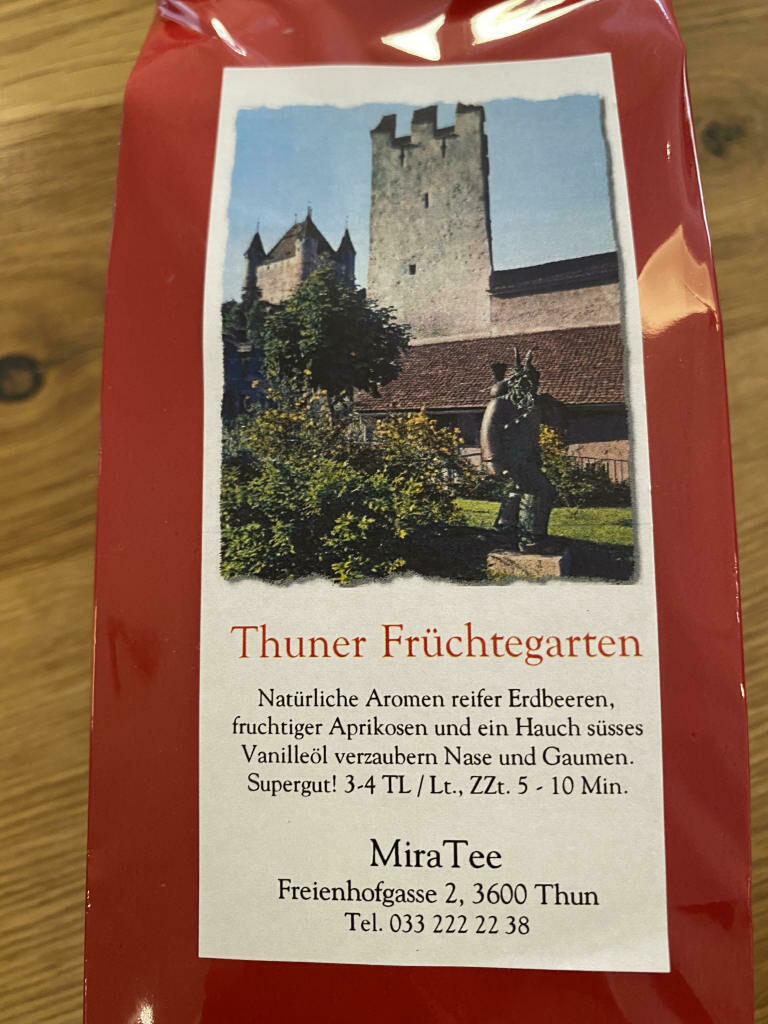 Thuner Früchtegarten
Natürliche Aromen reifer Erdbeeren,
fruchtiger Aprikosen und ein Hauch süsses
Vanilleöl verzaubern Nase und Gaumen.
Supergut! 3-4 TL / Lt., ZZt. 5 - 10 Min.
MiraTee
Freienhofgasse 2, 3600 Thun
Tel. 033 222 22 38